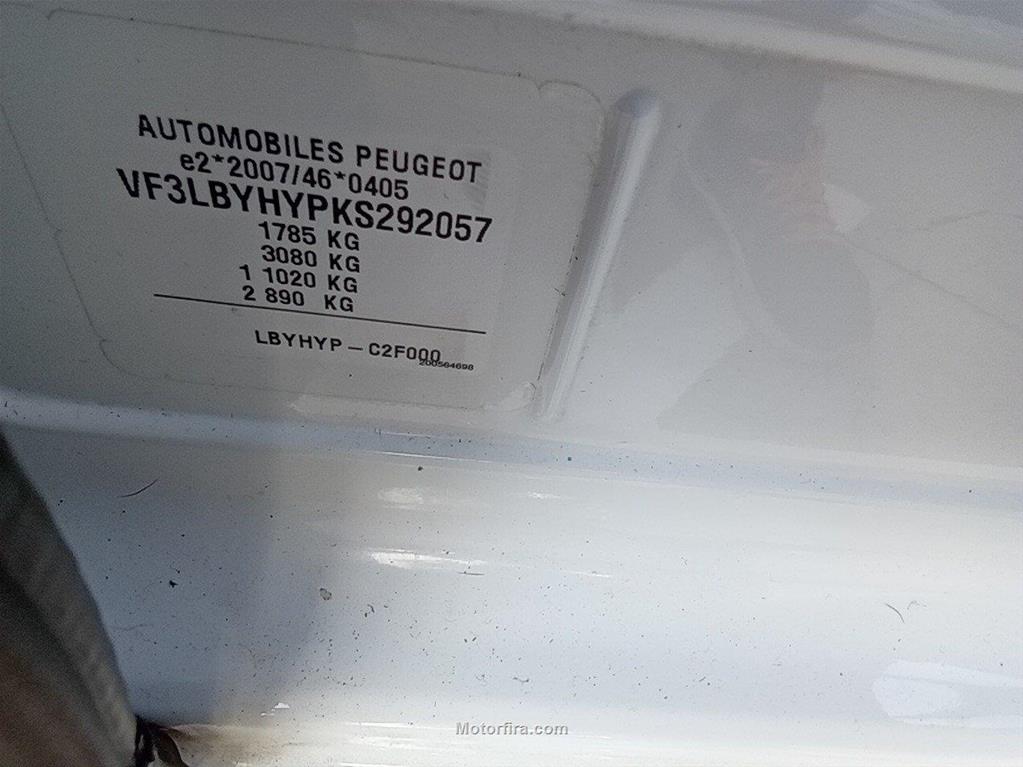 AUTOMOBILES PEUGEOT
e2*2007/46*0405
VF3LBYHYPKS292057
1785 KG
3080 KG
1 1020 KG
2 890 KG
LBYHYP - C2F000
200564698
Motorfira.com